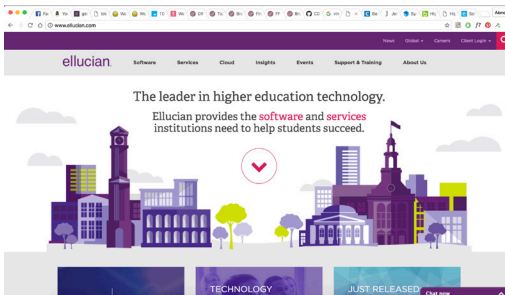 www.ellucian.com
News Global Careers Client Login
ellucian
Software Services Cloud Insights Events Support & Training About Us
The leader in higher education technology.
Ellucian provides the software and services
institutions need to help students succeed.
TECHNOLOGY JUST RELEASED
Chat now